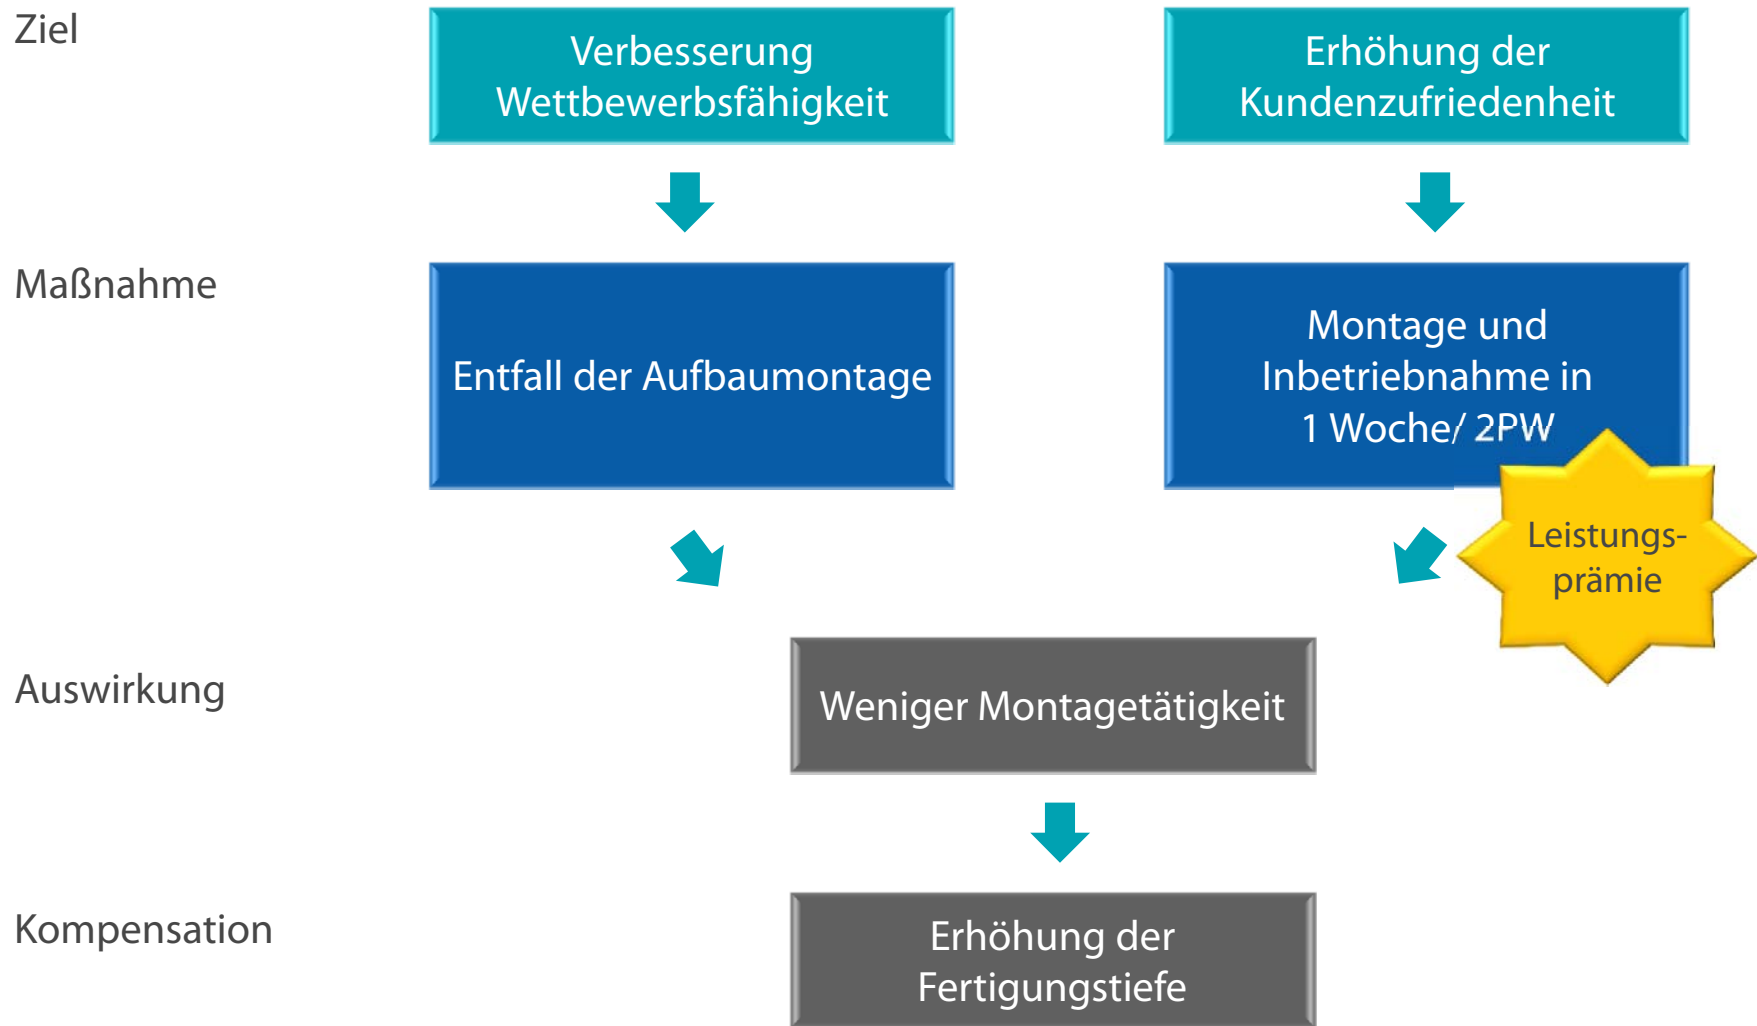 Ziel
Verbesserung
Wettbewerbsfähigkeit
Erhöhung der
Kundenzufriedenheit
Maßnahme
Entfall der Aufbaumontage
Montage und
Inbetriebnahme in
1 Woche/ 2PW
Leistungs-
prämie
Auswirkung
Weniger Montagetätigkeit
Kompensation
Erhöhung der
Fertigungstiefe